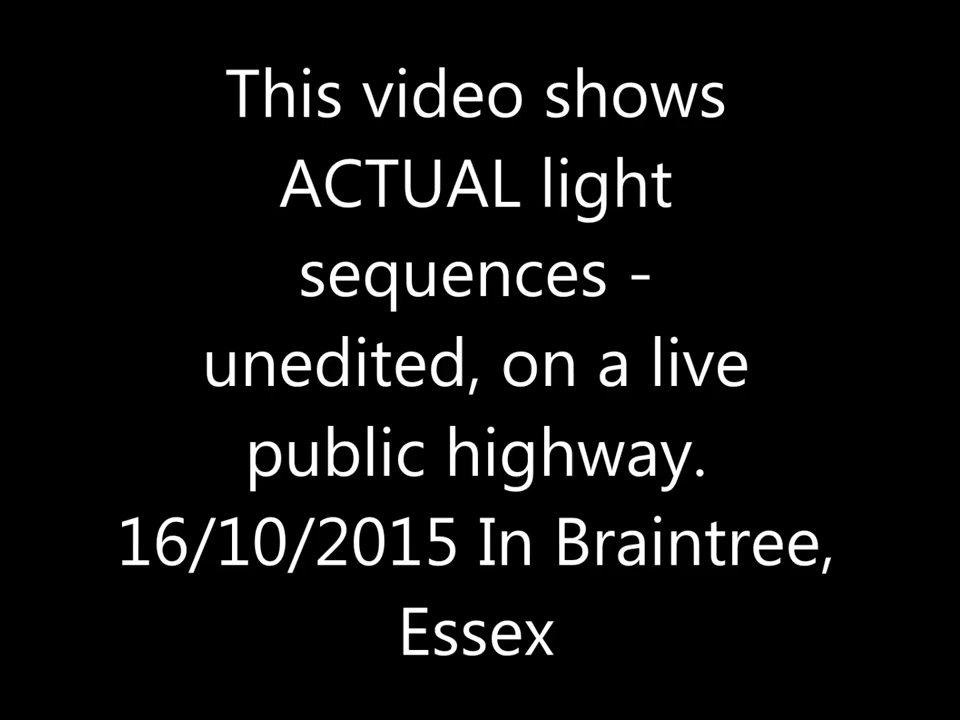 This video shows
ACTUAL light
sequences -
unedited, on a live
public highway.
16/10/2015 In Braintree,
Essex